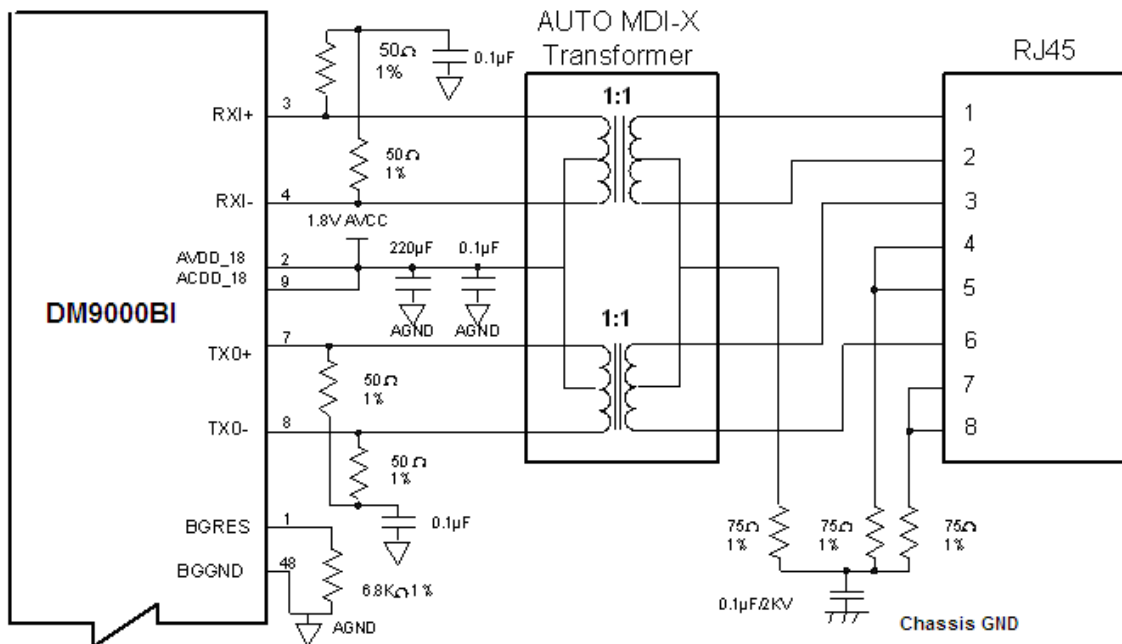 AUTO MDI-X
Transformer
RJ45
50Ω
1%
0.1µF
1:1
RXI+
3
1
50Ω
1%
2
RXI-
4
3
1.8V AVCC
4
AVDD_18
2
220µF
0.1µF
ACDD_18
9
5
DM9000BI
AGND
AGND
1:1
TX0+
7
6
50Ω
1%
7
TX0-
8
8
50Ω
1%
0.1µF
BGRES
1
75Ω
1%
75Ω
1%
75Ω
1%
BGGND
48
6.8KΩ1%
AGND
0.1µF/2KV
Chassis GND